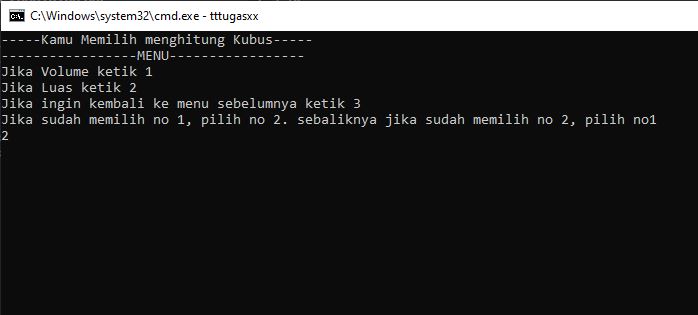 C:\Windows\system32\cmd.exe - tttugasxx
-----Kamu Memilih menghitung Kubus-----
-----------------MENU-----------------
Jika Volume ketik 1
Jika Luas ketik 2
Jika ingin kembali ke menu sebelumnya ketik 3
Jika sudah memilih no 1, pilih no 2. sebaliknya jika sudah memilih no 2, pilih no1
2